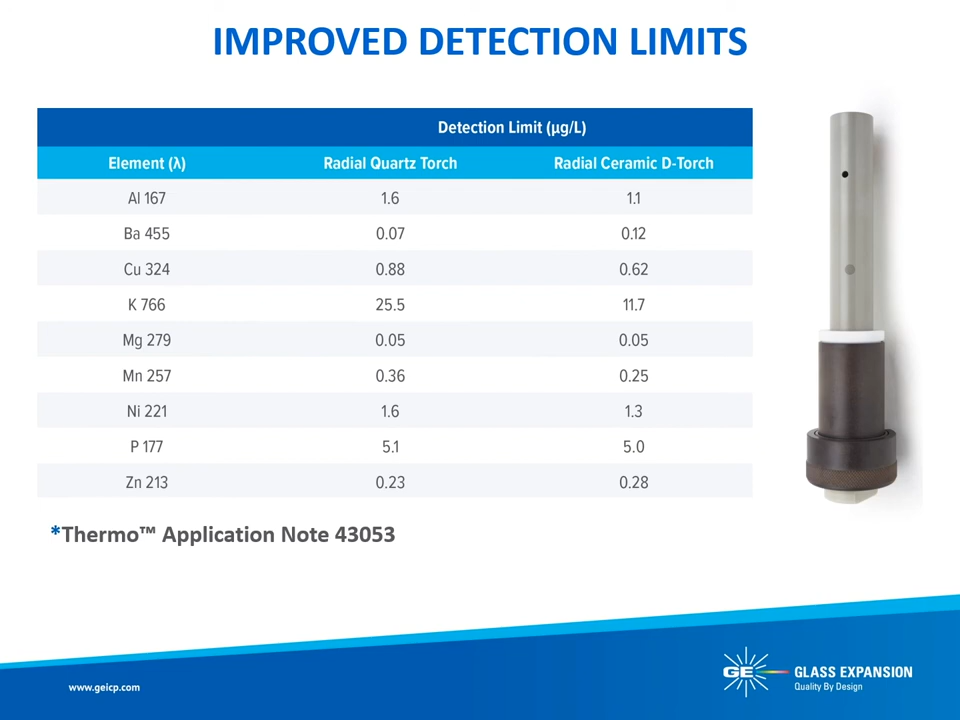 IMPROVED DETECTION LIMITS
Detection Limit (µg/L)
Element (λ) Radial Quartz Torch Radial Ceramic D-Torch
Al 167 1.6 1.1
Ba 455 0.07 0.12
Cu 324 0.88 0.62
K 766 25.5 11.7
Mg 279 0.05 0.05
Mn 257 0.36 0.25
Ni 221 1.6 1.3
P 177 5.1 5.0
Zn 213 0.23 0.28
*Thermo™ Application Note 43053
www.geicp.com
GE GLASS EXPANSION
Quality By Design